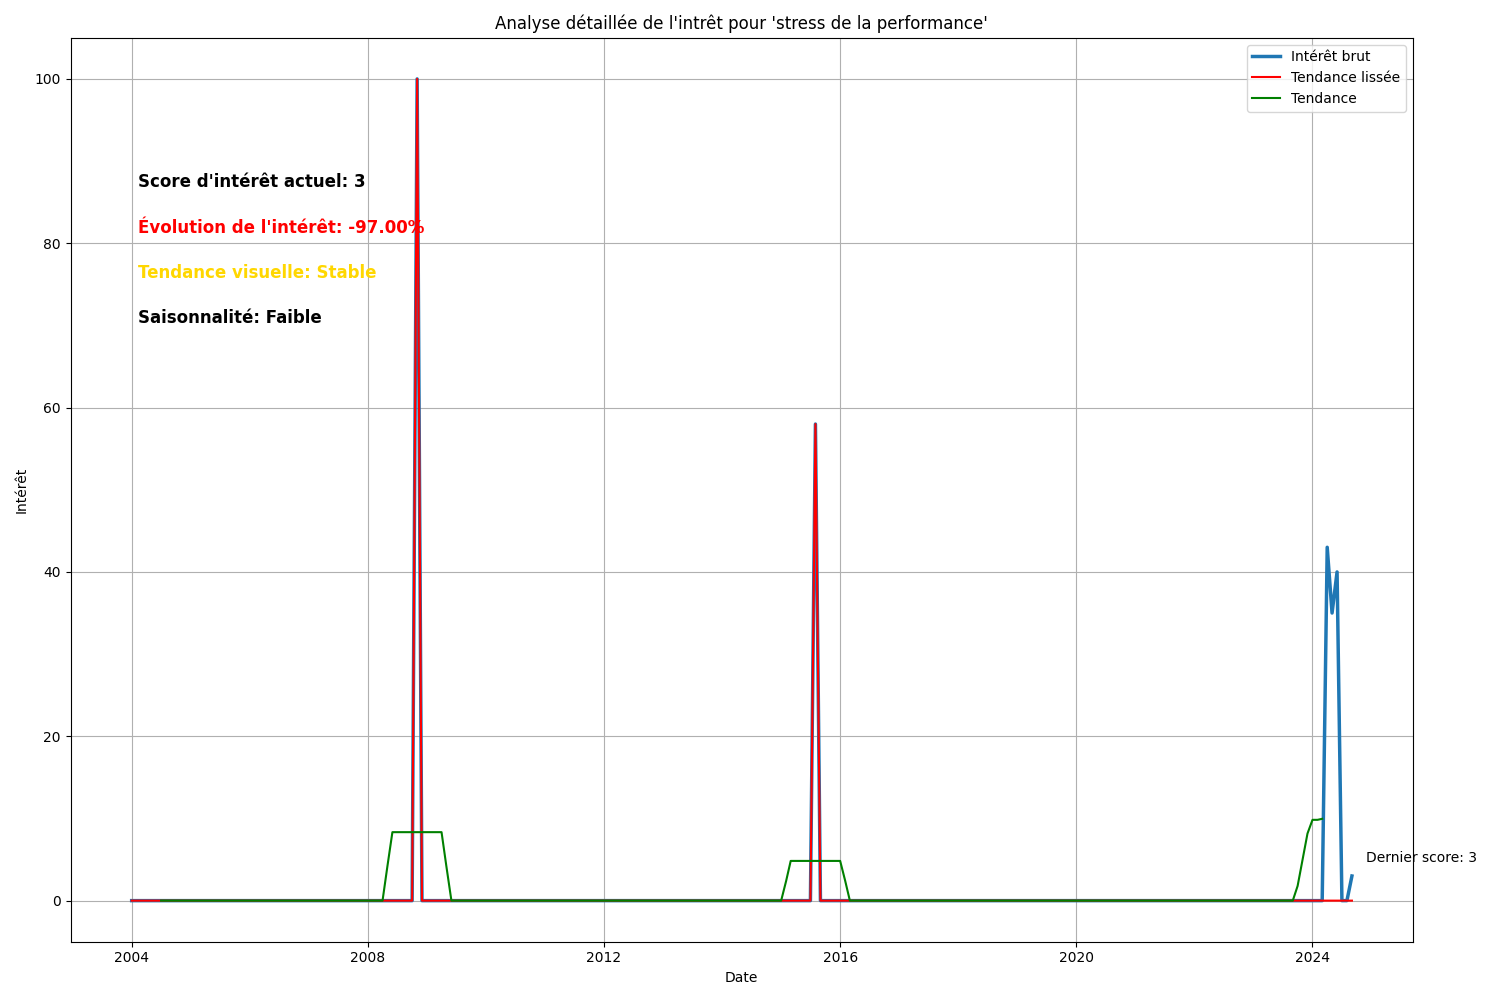 Analyse détaillée de l'intrêt pour 'stress de la performance'
Intérêt brut
Tendance lissée
Tendance
100
80
60
40
20
0
Intérêt
Score d'intérêt actuel: 3
Évolution de l'intérêt: -97.00%
Tendance visuelle: Stable
Saisonnalité: Faible
Dernier score: 3
2004
2008
2012
2016
2020
2024
Date